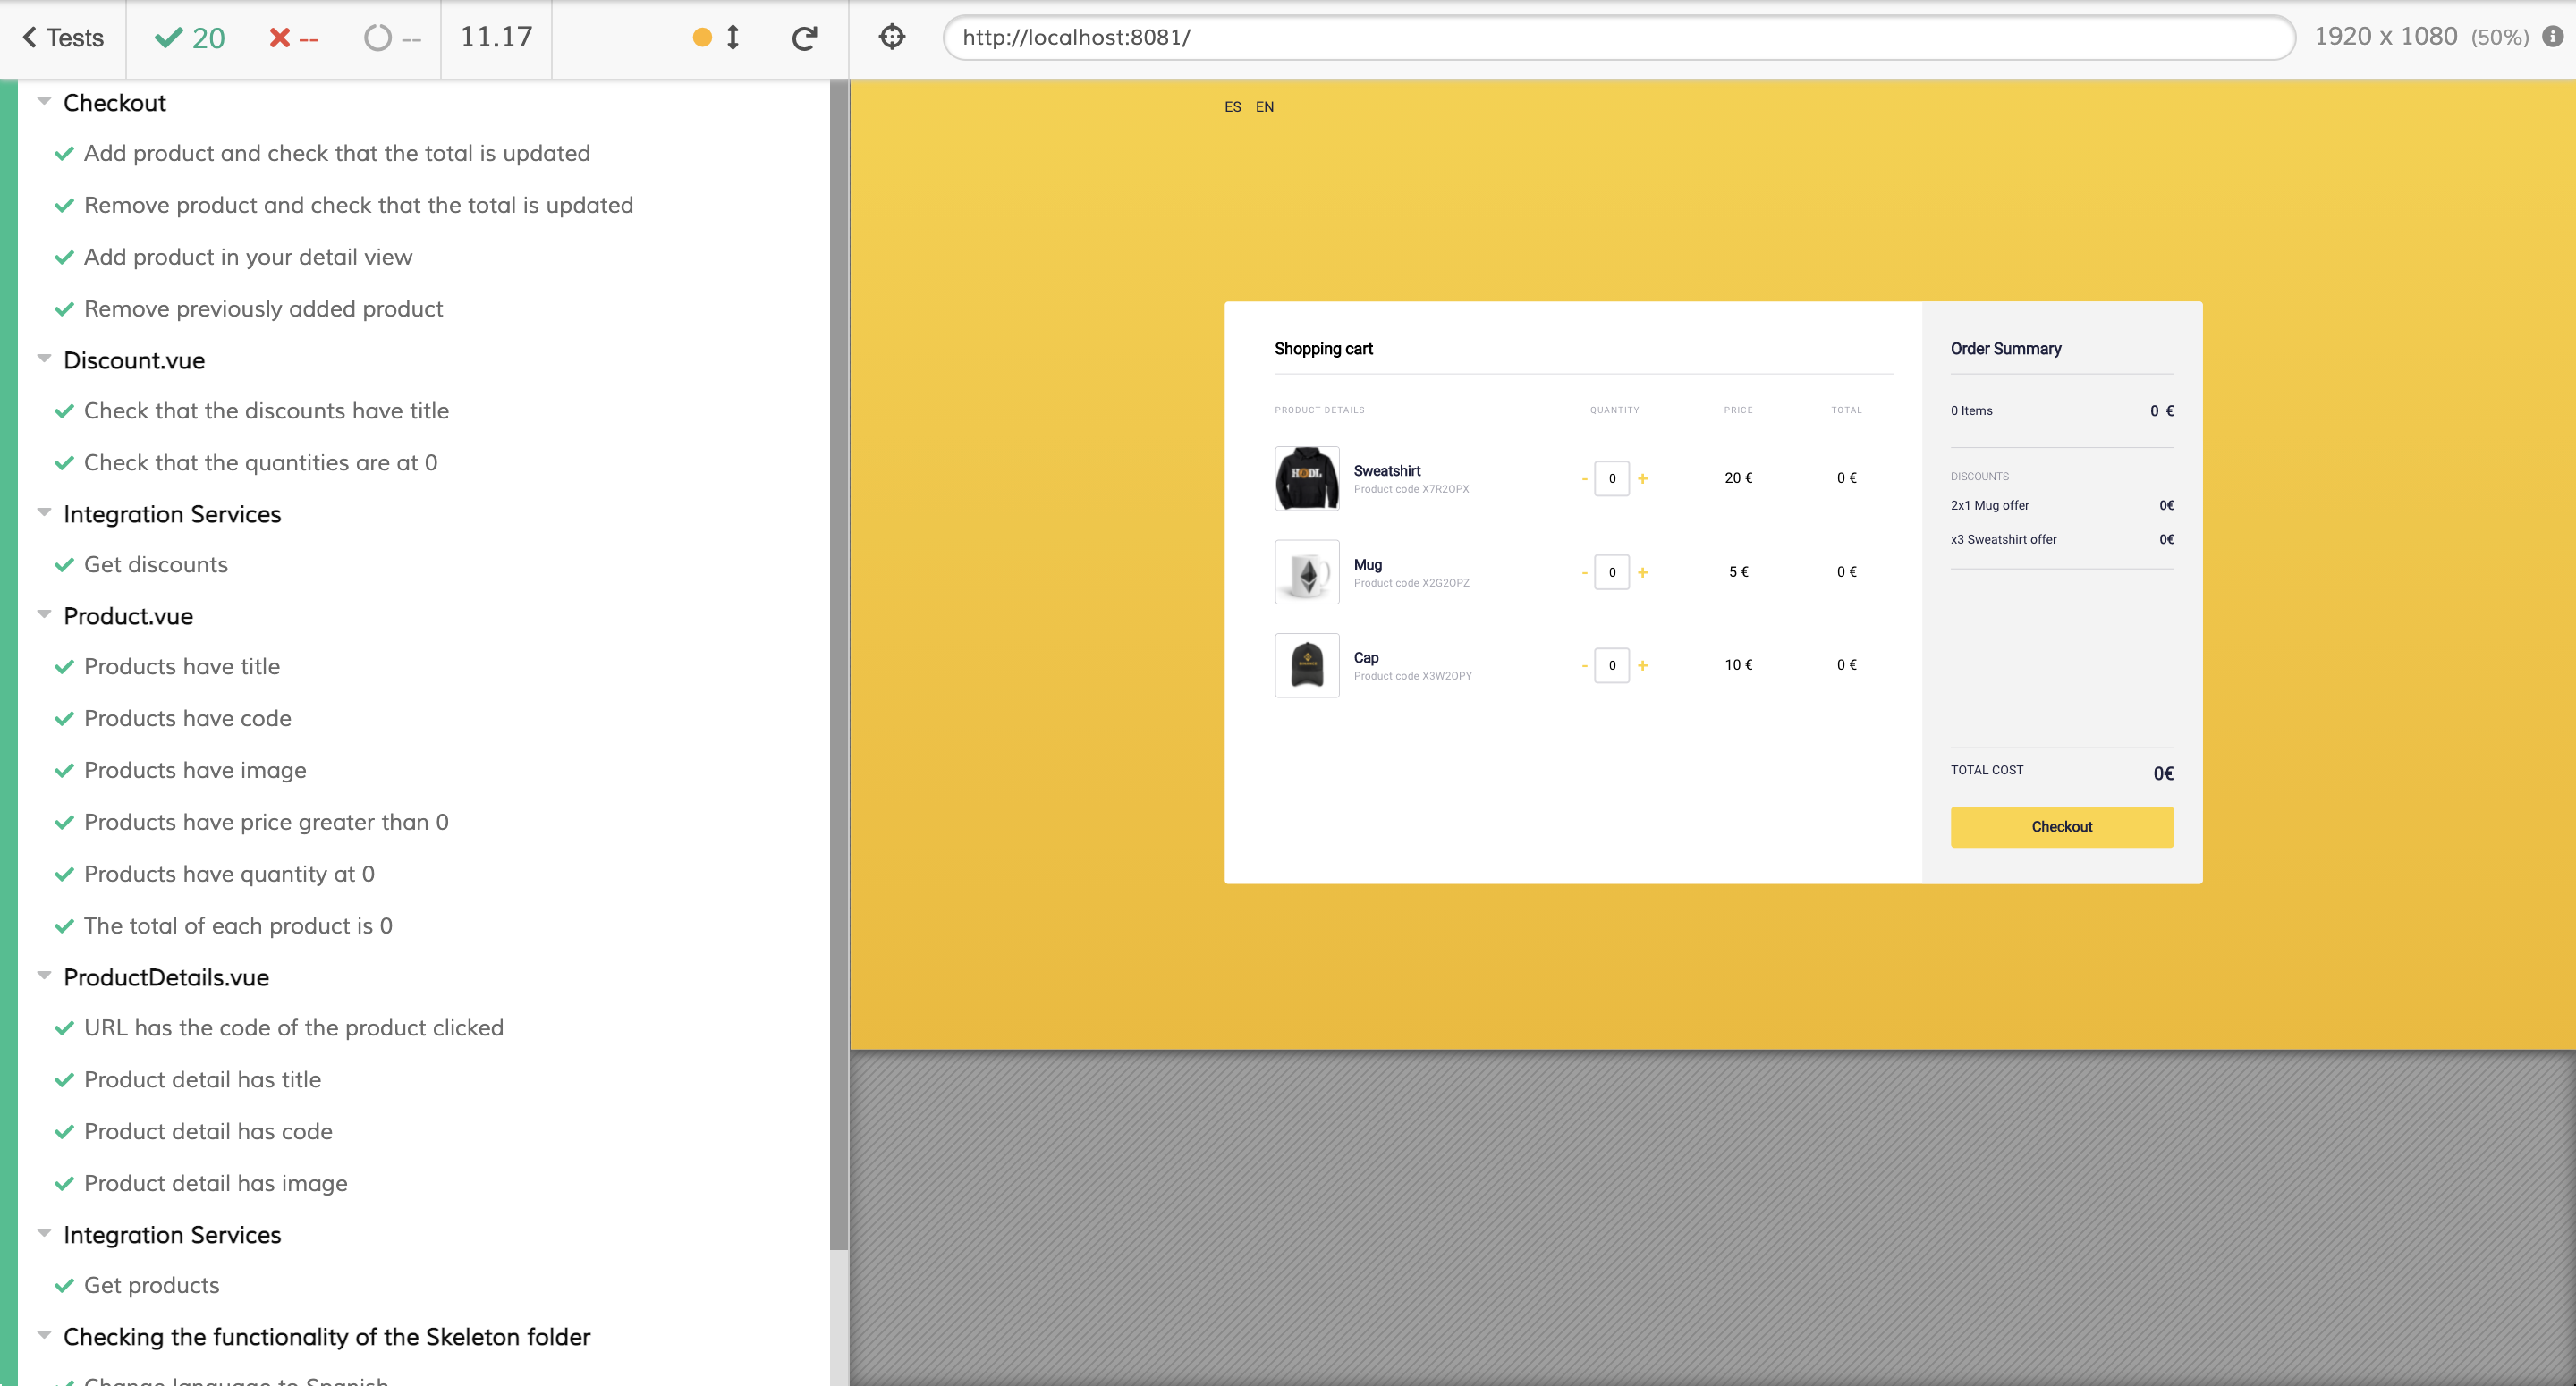 Tests 20 -- -- 11.17
http://localhost:8081/
1920 x 1080 (50%)
Checkout
Add product and check that the total is updated
Remove product and check that the total is updated
Add product in your detail view
Remove previously added product
Discount.vue
Check that the discounts have title
Check that the quantities are at 0
Integration Services
Get discounts
Product.vue
Products have title
Products have code
Products have image
Products have price greater than 0
Products have quantity at 0
The total of each product is 0
ProductDetails.vue
URL has the code of the product clicked
Product detail has title
Product detail has code
Product detail has image
Integration Services
Get products
Checking the functionality of the Skeleton folder
Change language to Spanish
ES EN
Shopping cart
PRODUCT DETAILS QUANTITY PRICE TOTAL
HODL
Sweatshirt
Product code X7R2OPX
- 0 + 20 € 0 €
Mug
Product code X2G2OPZ
- 0 + 5 € 0 €
Cap
Product code X3W2OPY
- 0 + 10 € 0 €
Order Summary
0 Items 0 €
DISCOUNTS
2x1 Mug offer 0€
x3 Sweatshirt offer 0€
TOTAL COST 0€
Checkout